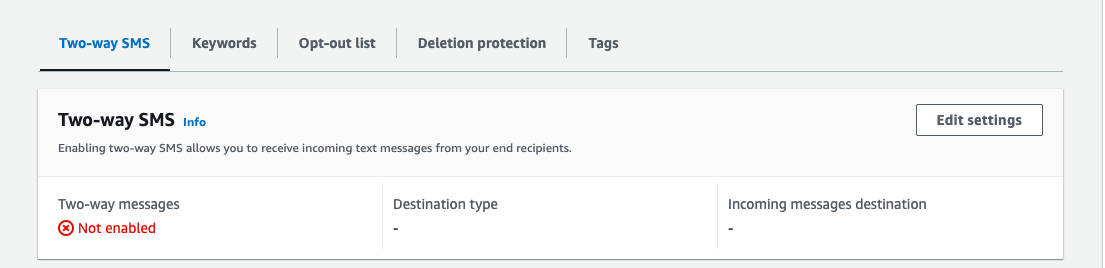 Two-way SMS Keywords Opt-out list Deletion protection Tags
Two-way SMS Info
Edit settings
Enabling two-way SMS allows you to receive incoming text messages from your end recipients.
Two-way messages Destination type Incoming messages destination
Not enabled - -